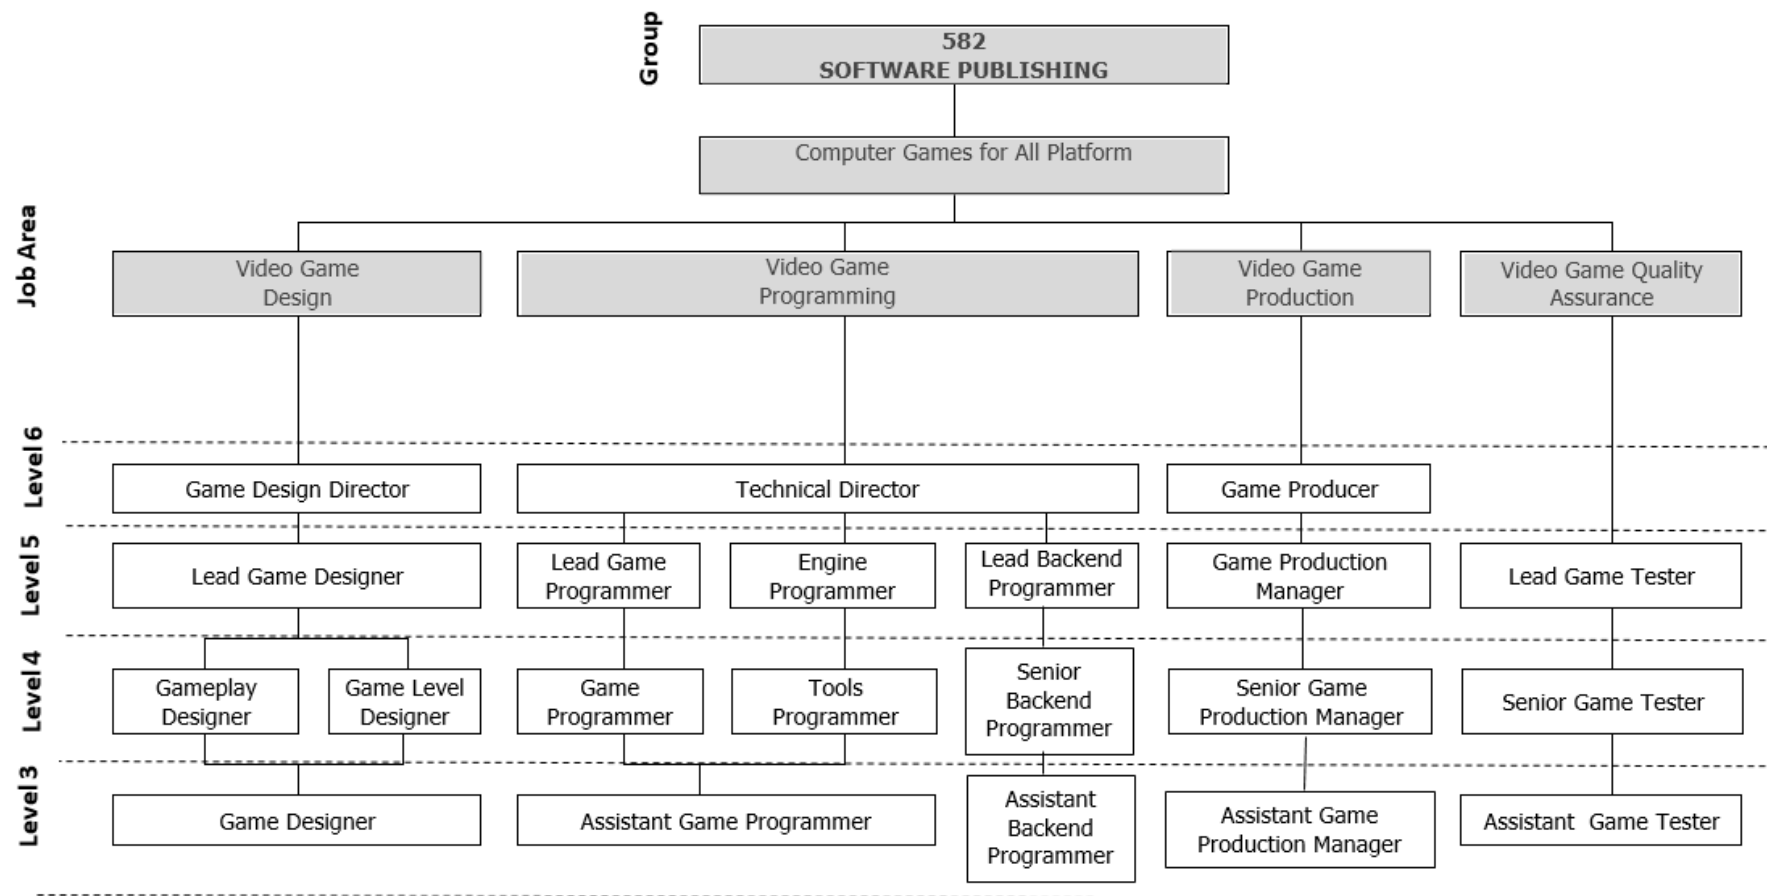 Group
582
SOFTWARE PUBLISHING
Computer Games for All Platform
Job Area
Video Game
Design
Video Game
Programming
Video Game
Production
Video Game Quality
Assurance
Level 6
Game Design Director
Technical Director
Game Producer
Level 5
Lead Game Designer
Lead Game
Programmer
Engine
Programmer
Lead Backend
Programmer
Game Production
Manager
Lead Game Tester
Level 4
Gameplay
Designer
Game Level
Designer
Game
Programmer
Tools
Programmer
Senior
Backend
Programmer
Senior Game
Production Manager
Senior Game Tester
Level 3
Game Designer
Assistant Game Programmer
Assistant
Backend
Programmer
Assistant Game
Production Manager
Assistant  Game Tester